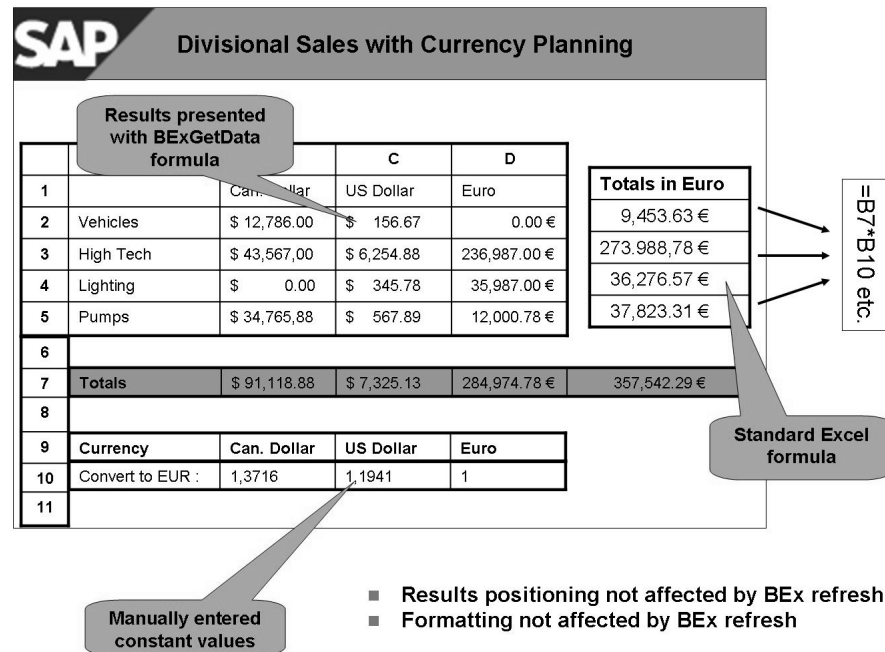 SAP
Divisional Sales with Currency Planning
Results presented
with BExGetData
formula
C D
1 Can. Dollar US Dollar Euro
2 Vehicles $ 12,786.00 $ 156.67 0.00 €
3 High Tech $ 43,567,00 $ 6,254.88 236,987.00 €
4 Lighting $ 0.00 $ 345.78 35,987.00 €
5 Pumps $ 34,765,88 $ 567.89 12,000.78 €
Totals in Euro
9,453.63 €
273.988,78 €
36,276.57 €
37,823.31 €
=B7*B10 etc.
6
7 Totals $ 91,118.88 $ 7,325.13 284,974.78 € 357,542.29 €
8
9 Currency Can. Dollar US Dollar Euro
10 Convert to EUR : 1,3716 1,1941 1
11
Standard Excel
formula
Manually entered
constant values
■ Results positioning not affected by BEx refresh
■ Formatting not affected by BEx refresh